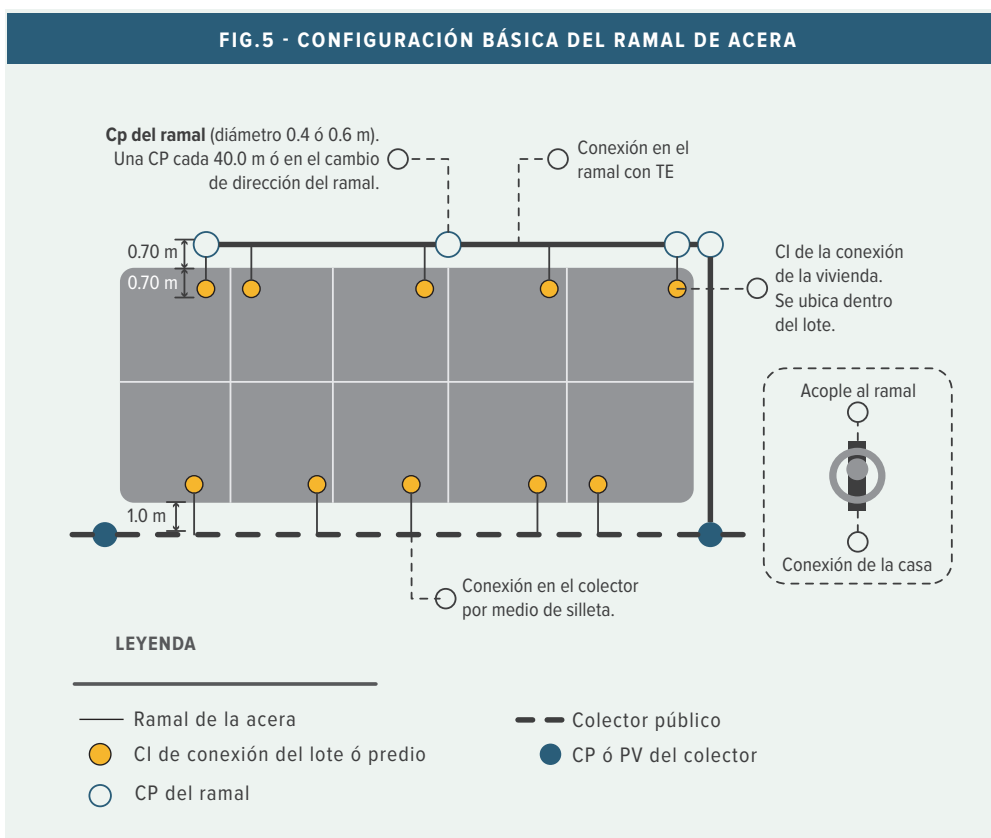 FIG.5 - CONFIGURACIÓN BÁSICA DEL RAMAL DE ACERA
Cp del ramal (diámetro 0.4 ó 0.6 m).
Una CP cada 40.0 m ó en el cambio
de dirección del ramal.
Conexión en el
ramal con TE
0.70 m
0.70 m
CI de la conexión
de la vivienda.
Se ubica dentro
del lote.
Acople al ramal
Conexión de la casa
1.0 m
Conexión en el colector
por medio de silleta.
LEYENDA
Ramal de la acera
CI de conexión del lote ó predio
CP del ramal
Colector público
CP ó PV del colector